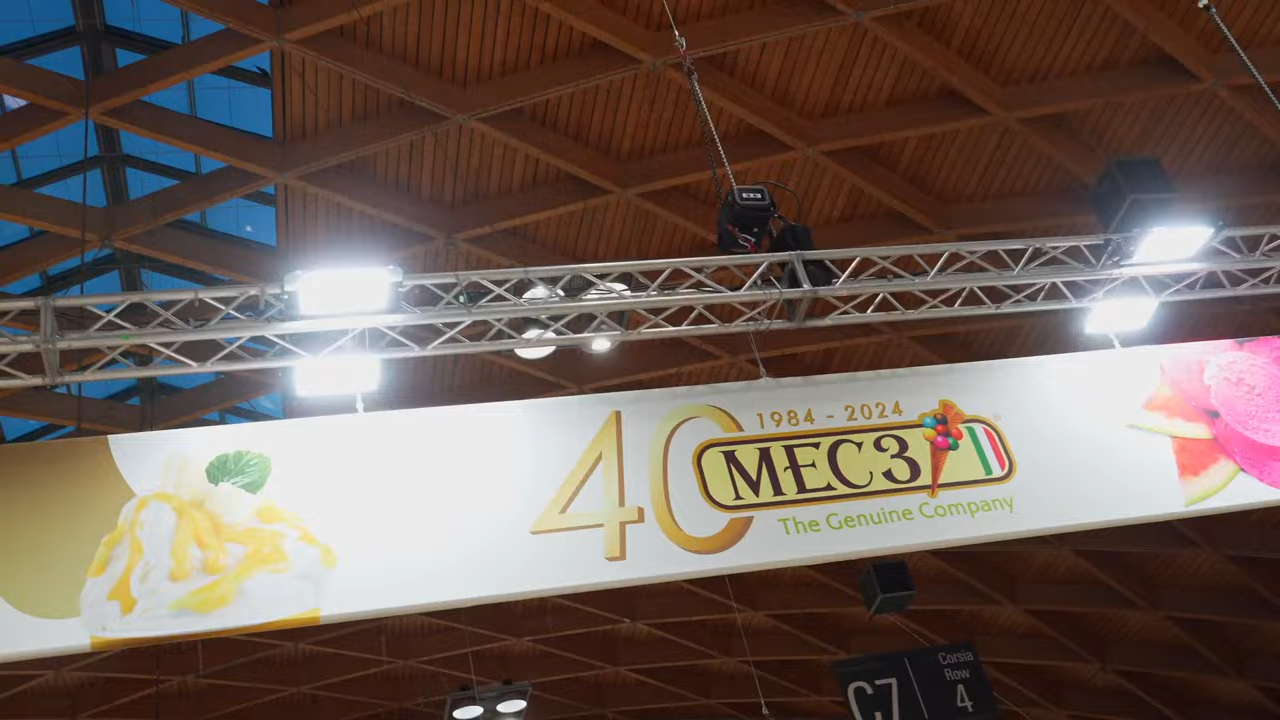 40
1984 - 2024
MEC3
The Genuine Company
C7
Corsia
Row
4